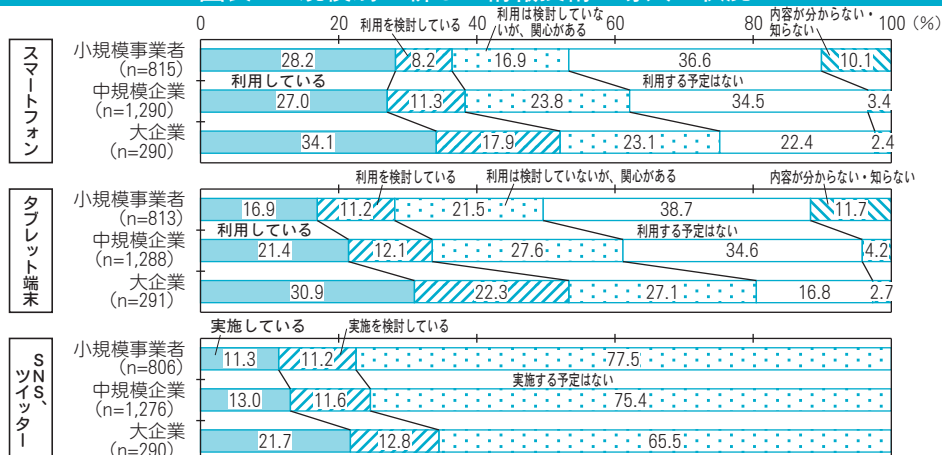 0 20 40 60 80 100（％）
利用を検討している
利用は検討していな
いが、関心がある
内容が分からない・
知らない
スマートフォン
小規模事業者
（n=815）
28.2 8.2 16.9 36.6 10.1
利用している
利用する予定はない
中規模企業
（n=1,290）
27.0 11.3 23.8 34.5 3.4
大企業
（n=290）
34.1 17.9 23.1 22.4 2.4
利用を検討している
利用は検討していないが、関心がある
内容が分からない・知らない
タブレット端末
小規模事業者
（n=813）
16.9 11.2 21.5 38.7 11.7
利用している
利用する予定はない
中規模企業
（n=1,288）
21.4 12.1 27.6 34.6 4.2
大企業
（n=291）
30.9 22.3 27.1 16.8 2.7
実施している
実施を検討している
SNS、
ツイッター
小規模事業者
（n=806）
11.3 11.2 77.5
実施する予定はない
中規模企業
（n=1,276）
13.0 11.6 75.4
大企業
（n=290）
21.7 12.8 65.5